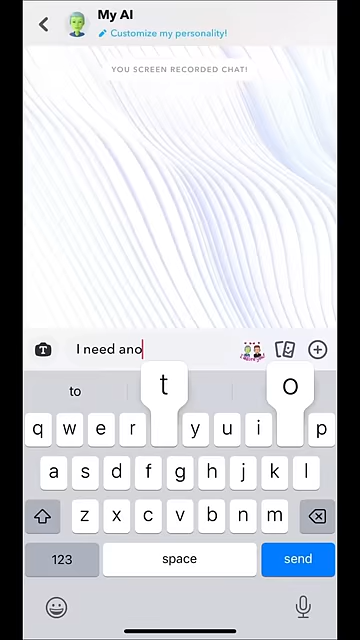 My AI
Customize my personality!
YOU SCREEN RECORDED CHAT!
I need ano
to
t o
q w e r y u i p
a s d f g h j k l
z x c v b n m
123 space send